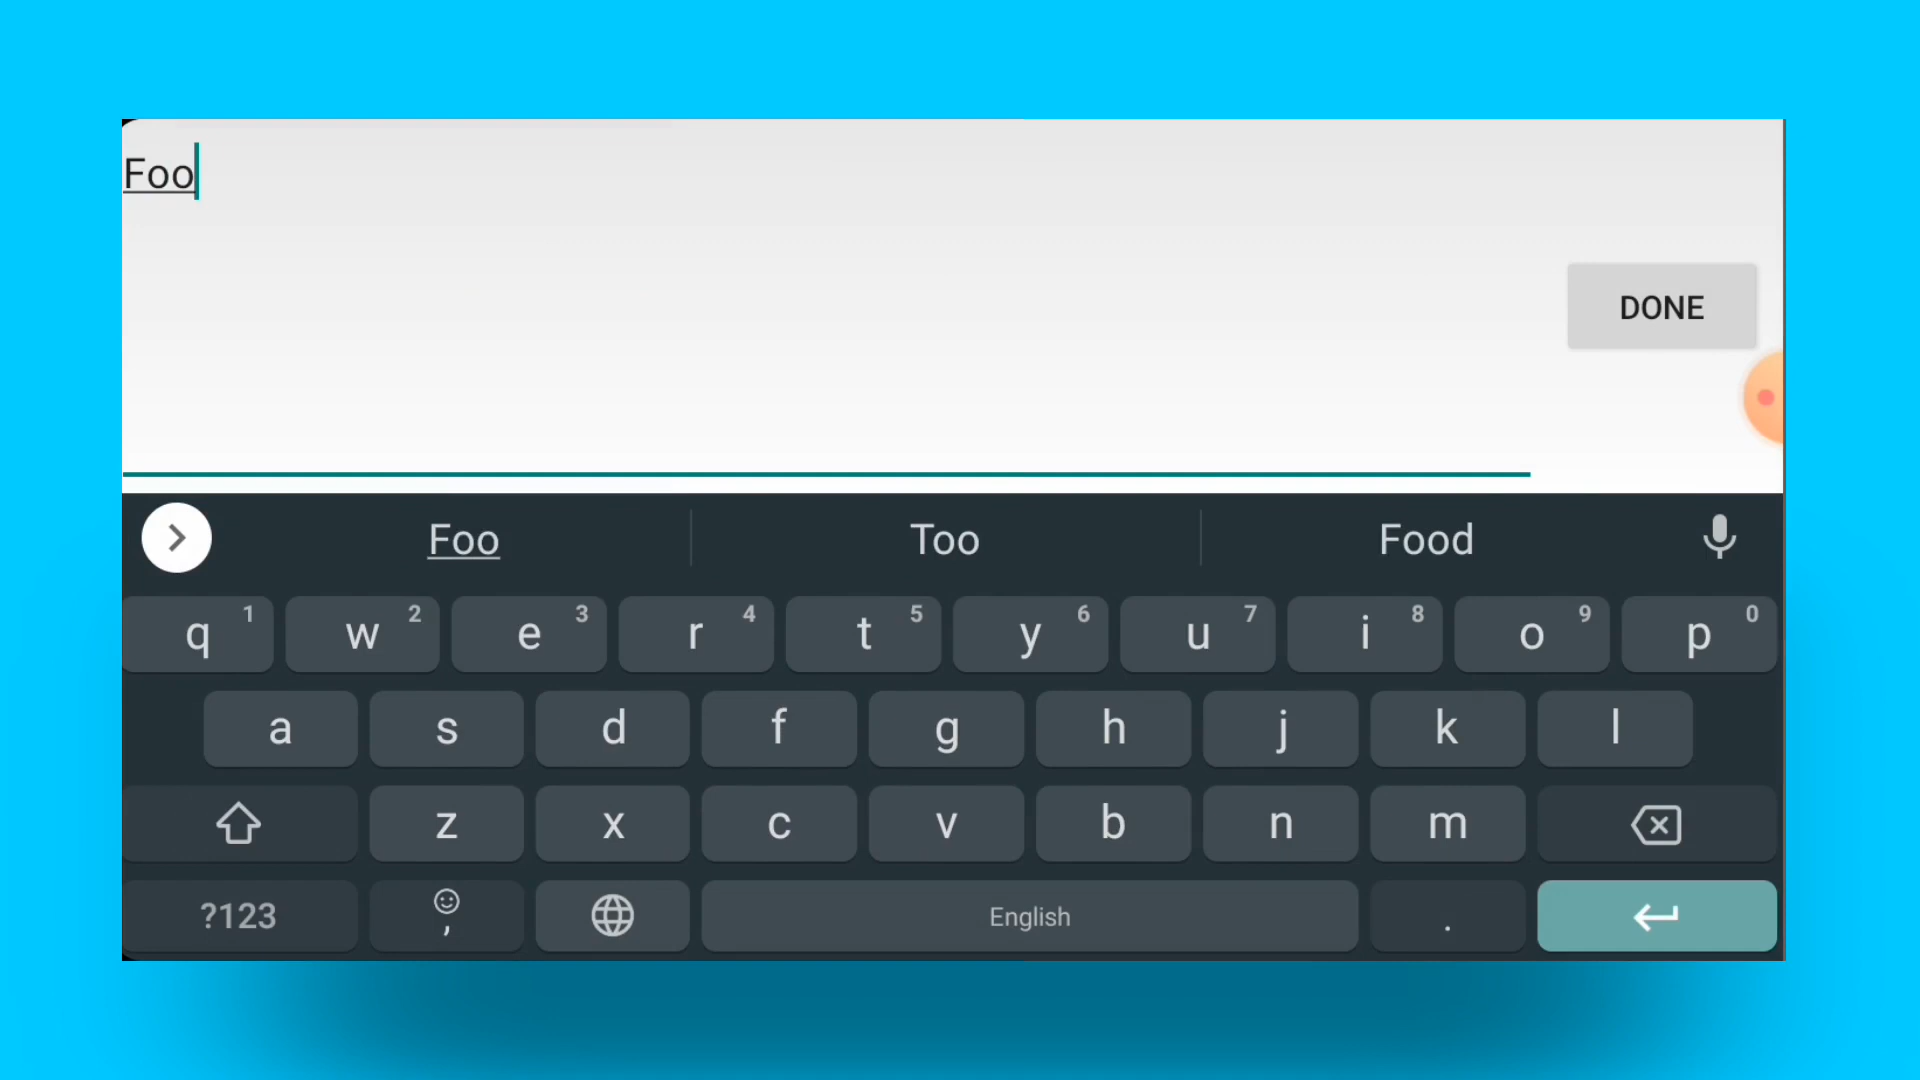 Foo
DONE
Foo Too Food
q 1 w 2 e 3 r 4 t 5 y 6 u 7 i 8 o 9 p 0
a s d f g h j k l
z x c v b n m
?123 , English .